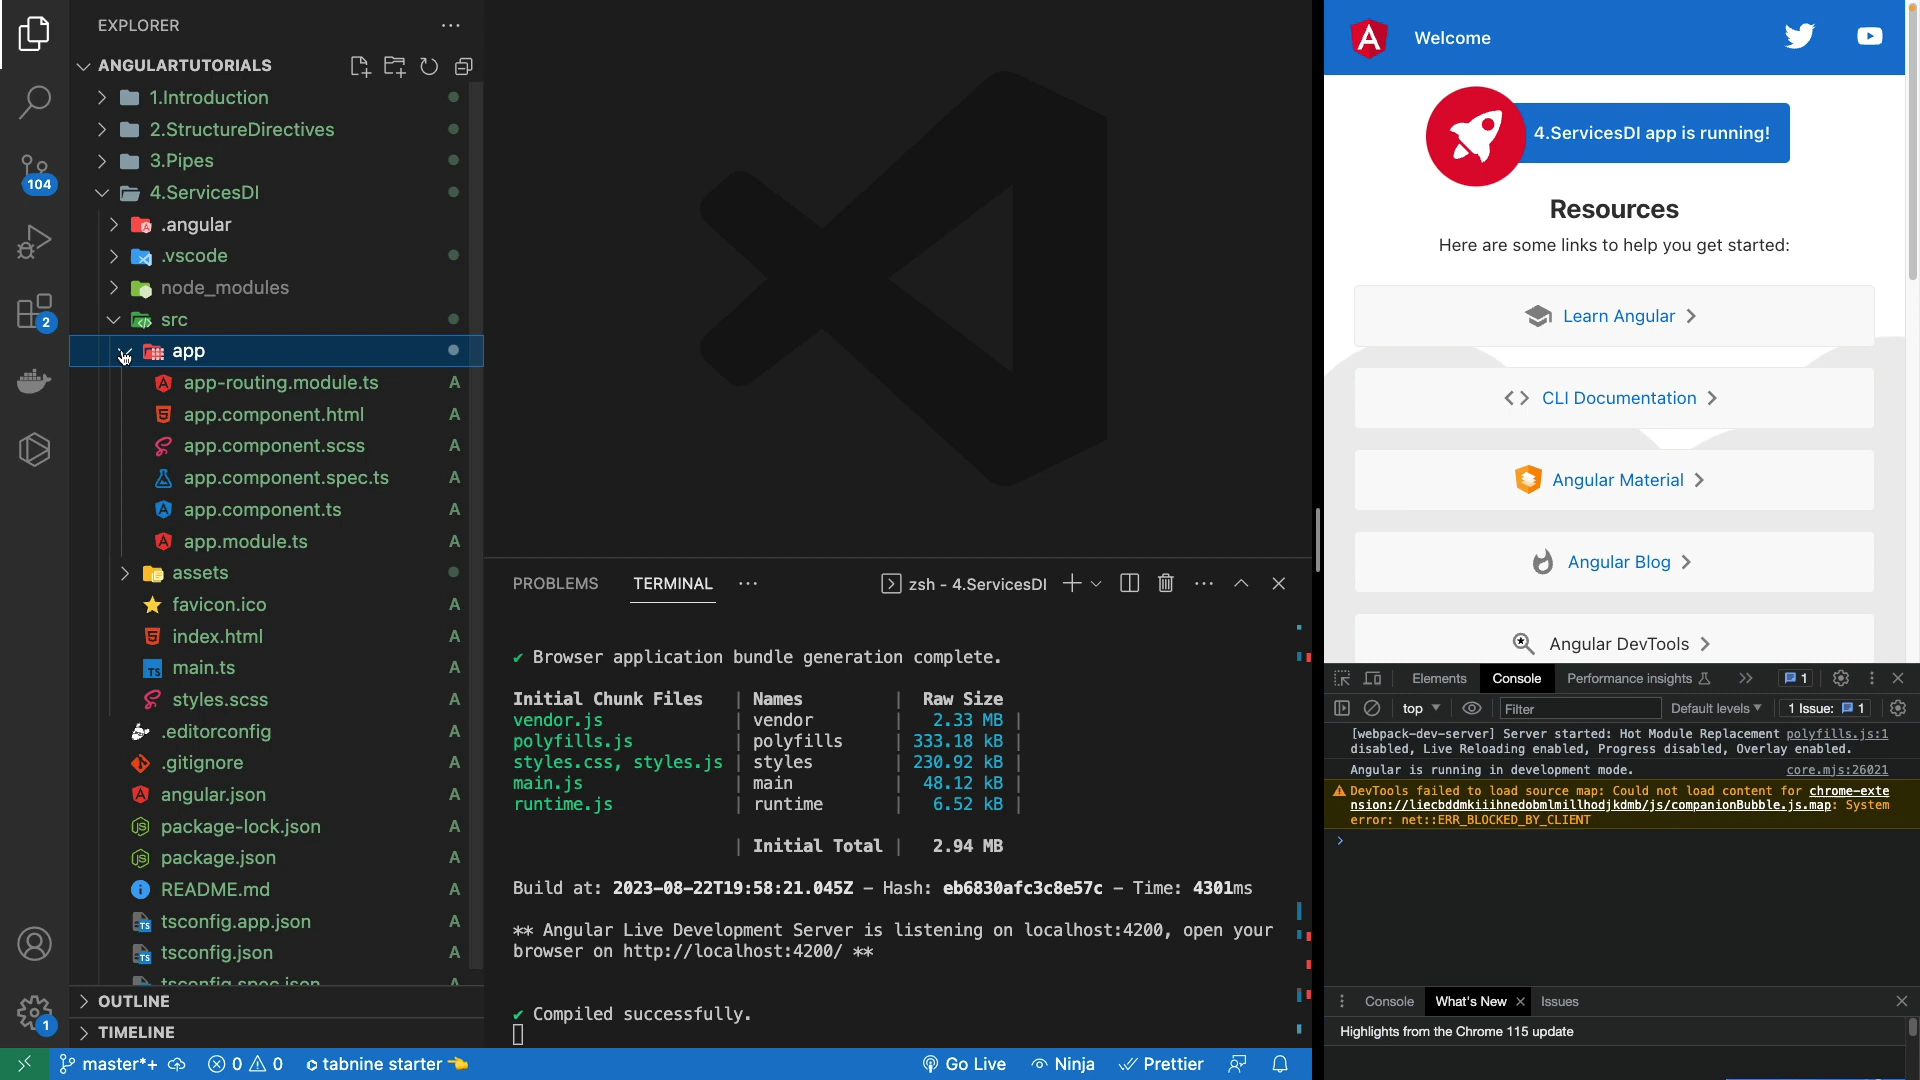 EXPLORER
ANGULARTUTORIALS
1.Introduction
2.StructureDirectives
3.Pipes
4.ServicesDI
.angular
.vscode
node_modules
src
app
app-routing.module.ts A
app.component.html A
app.component.scss A
app.component.spec.ts A
app.component.ts A
app.module.ts A
assets
favicon.ico A
index.html A
main.ts A
styles.scss A
.editorconfig A
.gitignore A
angular.json A
package-lock.json A
package.json A
README.md A
tsconfig.app.json A
tsconfig.json A
tsconfig.spec.json A
OUTLINE
TIMELINE
104
2
1
PROBLEMS TERMINAL ··· zsh - 4.ServicesDI
✔ Browser application bundle generation complete.
Initial Chunk Files | Names | Raw Size
vendor.js | vendor | 2.33 MB |
polyfills.js | polyfills | 333.18 kB |
styles.css, styles.js | styles | 230.92 kB |
main.js | main | 48.12 kB |
runtime.js | runtime | 6.52 kB |
| Initial Total | 2.94 MB
Build at: 2023-08-22T19:58:21.045Z - Hash: eb6830afc3c8e57c - Time: 4301ms
** Angular Live Development Server is listening on localhost:4200, open your
browser on http://localhost:4200/ **
✔ Compiled successfully.
master*+ 0 0 tabnine starter Go Live Ninja Prettier
Welcome
4.ServicesDI app is running!
Resources
Here are some links to help you get started:
Learn Angular
CLI Documentation
Angular Material
Angular Blog
Angular DevTools
Elements Console Performance insights 1
top Filter Default levels 1 Issue: 1
[webpack-dev-server] Server started: Hot Module Replacement polyfills.js:1
disabled, Live Reloading enabled, Progress disabled, Overlay enabled.
Angular is running in development mode. core.mjs:26021
DevTools failed to load source map: Could not load content for chrome-exte
nsion://liecbddmkiiihnedobmlmillhodjkdmb/js/companionBubble.js.map: System
error: net::ERR_BLOCKED_BY_CLIENT
Console What's New Issues
Highlights from the Chrome 115 update